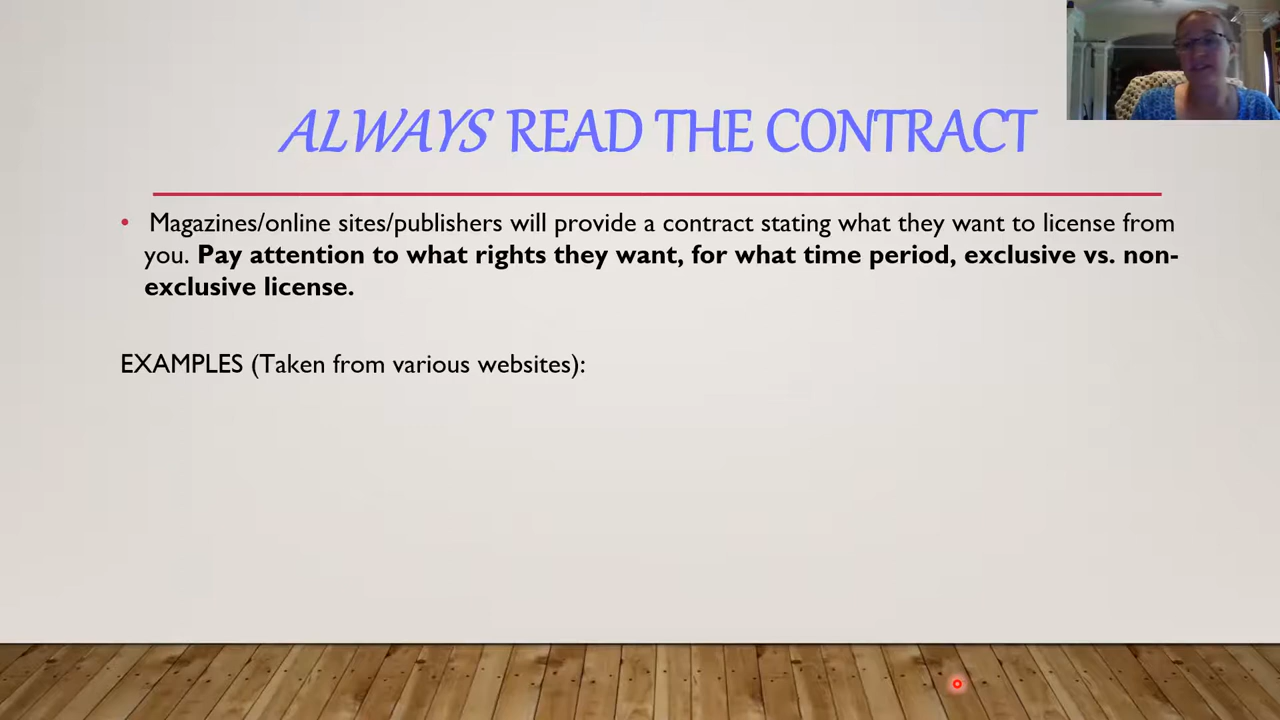 ALWAYS READ THE CONTRACT
• Magazines/online sites/publishers will provide a contract stating what they want to license from
you. Pay attention to what rights they want, for what time period, exclusive vs. non-
exclusive license.
EXAMPLES (Taken from various websites):